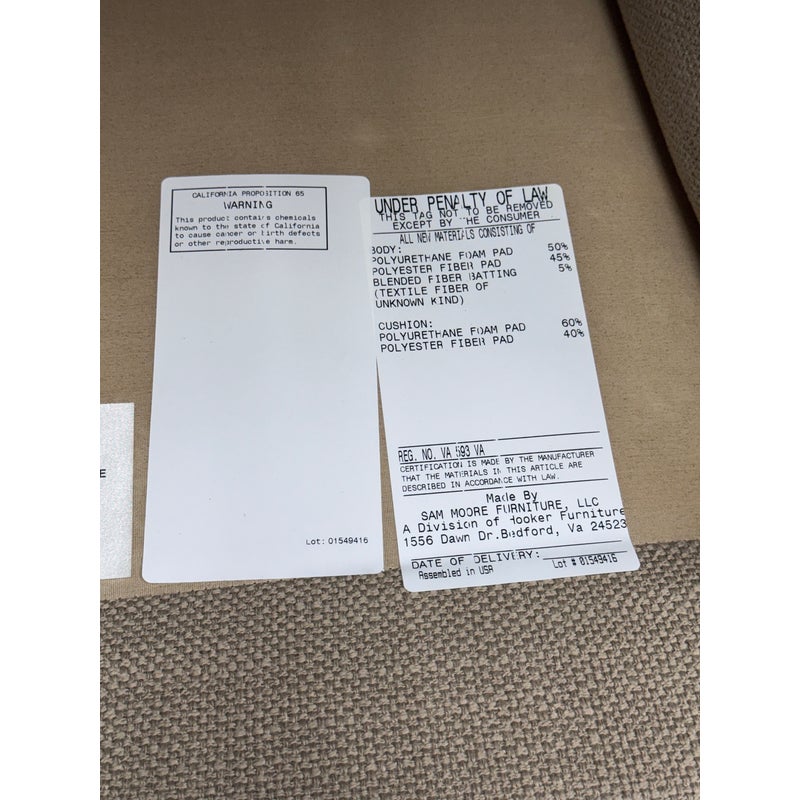 CALIFORNIA PROPOSITION 65
WARNING
This product contains chemicals
known to the state of California
to cause cancer or birth defects
or other reproductive harm.
Lot: 01549416
E
UNDER PENALTY OF LAW
THIS TAG NOT TO BE REMOVED
EXCEPT BY THE CONSUMER
ALL NEW MATERIALS CONSISTING OF
BODY:
POLYURETHANE FOAM PAD 50%
POLYESTER FIBER PAD 45%
BLENDED FIBER BATTING 5%
(TEXTILE FIBER OF
UNKNOWN KIND)
CUSHION:
POLYURETHANE FOAM PAD 60%
POLYESTER FIBER PAD 40%
REG. NO. VA 593 VA
CERTIFICATION IS MADE BY THE MANUFACTURER
THAT THE MATERIALS IN THIS ARTICLE ARE
DESCRIBED IN ACCORDANCE WITH LAW.
Made By
SAM MOORE FURNITURE, LLC
A Division of Hooker Furniture
1556 Dawn Dr.Bedford, Va 24523
DATE OF DELIVERY:
Assembled in USA Lot # 01549416